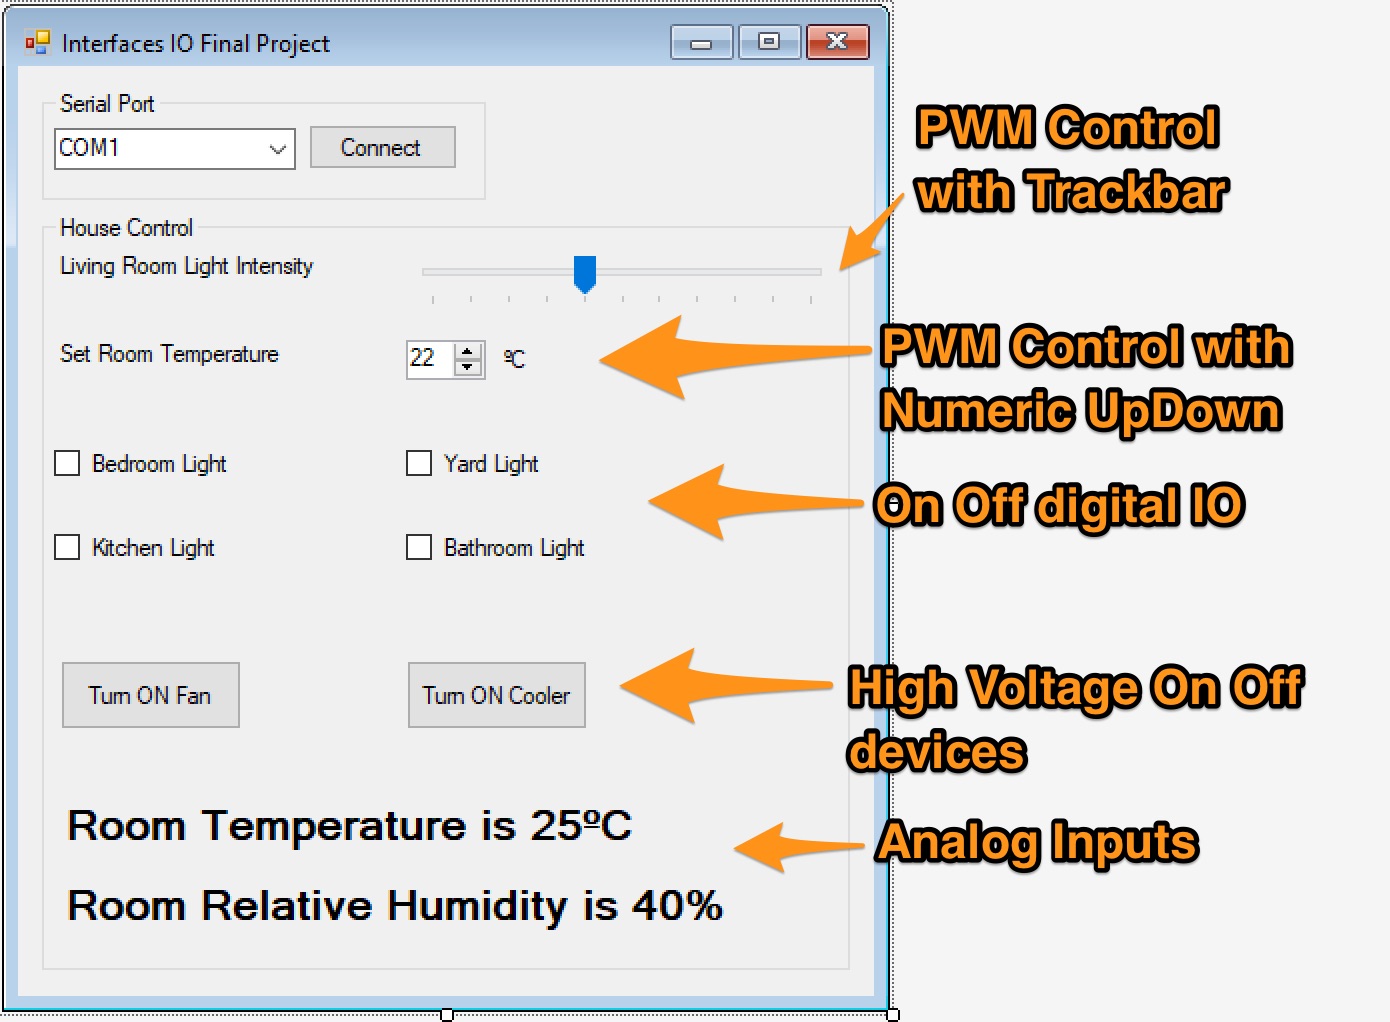 Interfaces IO Final Project
Serial Port
COM1
Connect
PWM Control
with Trackbar
House Control
Living Room Light Intensity
Set Room Temperature
22
ºC
PWM Control with
Numeric UpDown
Bedroom Light
Yard Light
On Off digital IO
Kitchen Light
Bathroom Light
Turn ON Fan
Turn ON Cooler
High Voltage On Off
devices
Room Temperature is 25ºC
Analog Inputs
Room Relative Humidity is 40%